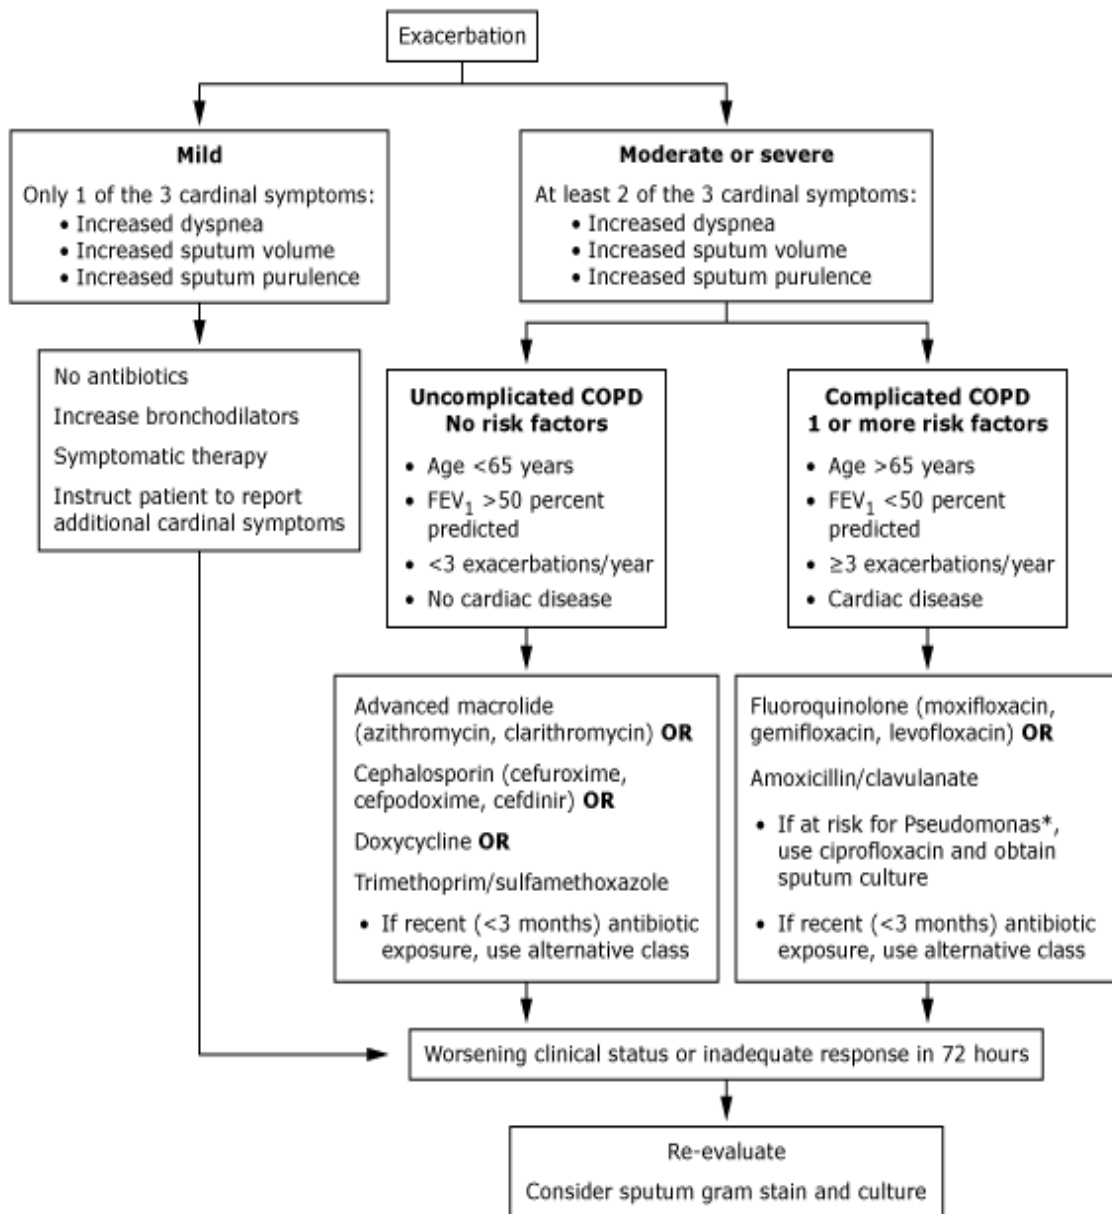 Exacerbation
Mild
Only 1 of the 3 cardinal symptoms:
• Increased dyspnea
• Increased sputum volume
• Increased sputum purulence
Moderate or severe
At least 2 of the 3 cardinal symptoms:
• Increased dyspnea
• Increased sputum volume
• Increased sputum purulence
No antibiotics
Increase bronchodilators
Symptomatic therapy
Instruct patient to report
additional cardinal symptoms
Uncomplicated COPD
No risk factors
• Age <65 years
• FEV₁ >50 percent
predicted
• <3 exacerbations/year
• No cardiac disease
Complicated COPD
1 or more risk factors
• Age >65 years
• FEV₁ <50 percent
predicted
• ≥3 exacerbations/year
• Cardiac disease
Advanced macrolide
(azithromycin, clarithromycin) OR
Cephalosporin (cefuroxime,
cefpodoxime, cefdinir) OR
Doxycycline OR
Trimethoprim/sulfamethoxazole
• If recent (<3 months) antibiotic
exposure, use alternative class
Fluoroquinolone (moxifloxacin,
gemifloxacin, levofloxacin) OR
Amoxicillin/clavulanate
• If at risk for Pseudomonas*,
use ciprofloxacin and obtain
sputum culture
• If recent (<3 months) antibiotic
exposure, use alternative class
Worsening clinical status or inadequate response in 72 hours
Re-evaluate
Consider sputum gram stain and culture